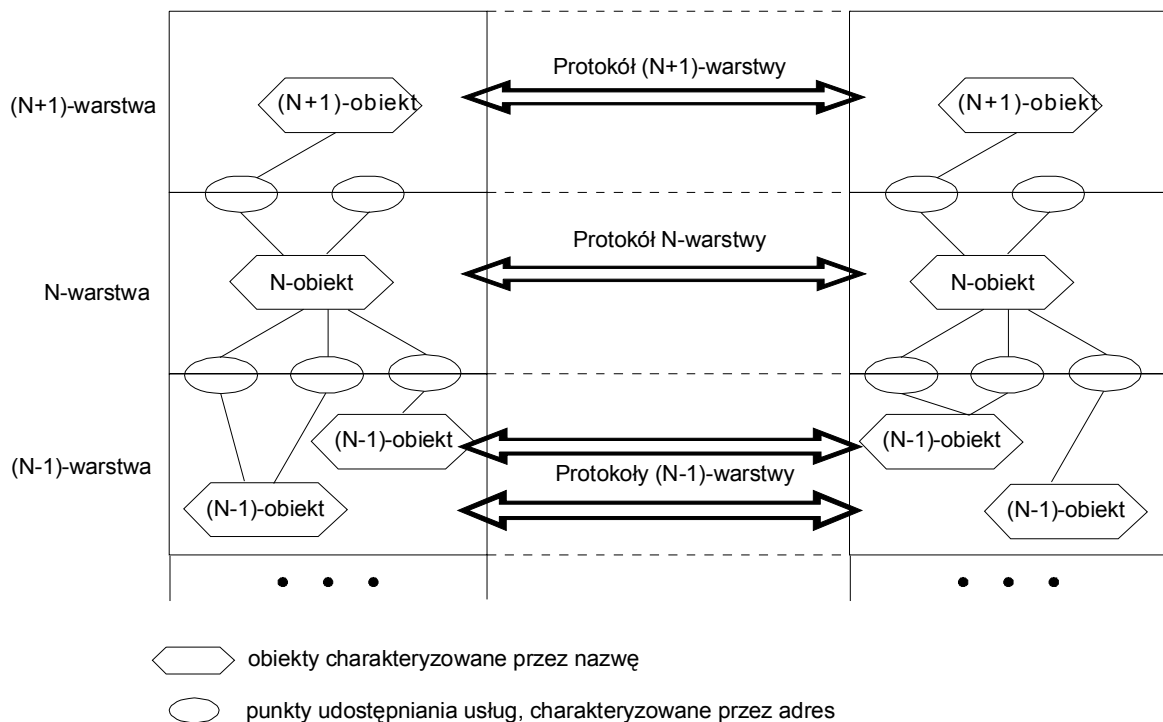 Protokół (N+1)-warstwy
(N+1)-warstwa
(N+1)-obiekt
(N+1)-obiekt
Protokół N-warstwy
N-warstwa
N-obiekt
N-obiekt
(N-1)-obiekt
(N-1)-obiekt
(N-1)-warstwa
Protokoły (N-1)-warstwy
(N-1)-obiekt
(N-1)-obiekt
obiekty charakteryzowane przez nazwę
punkty udostępniania usług, charakteryzowane przez adres